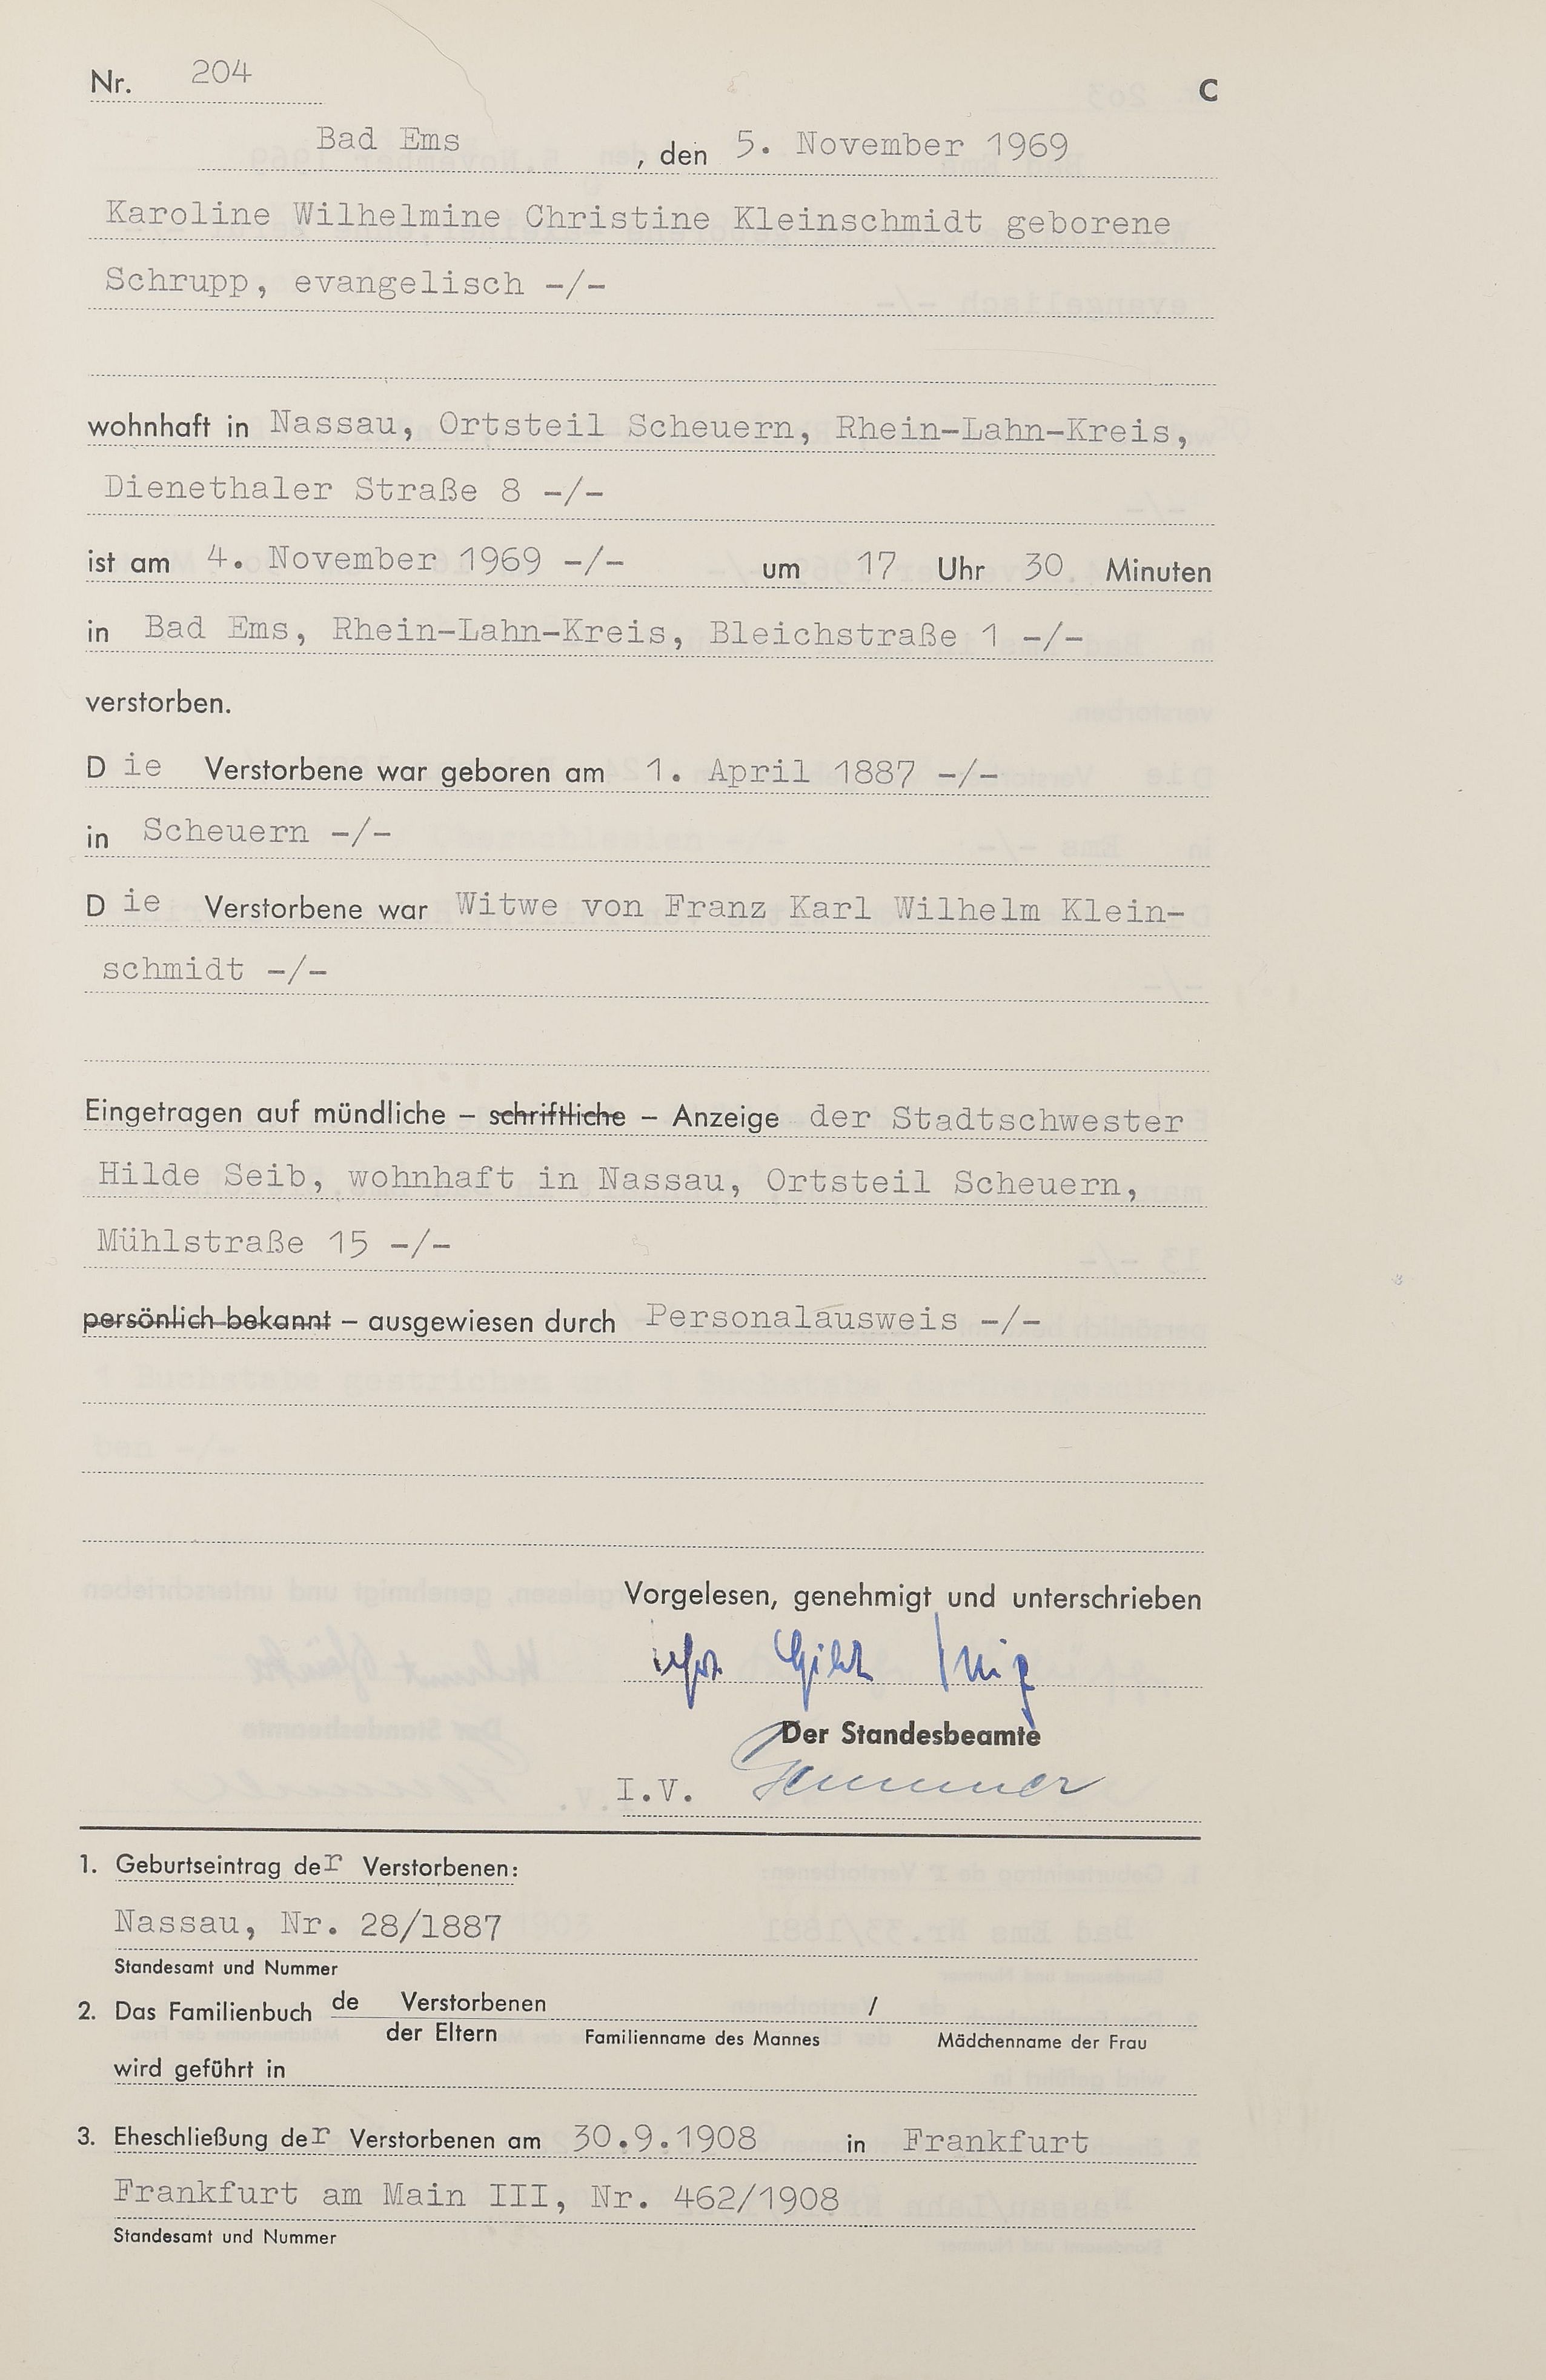 Nr. 204 C
Bad Ems, den 5. November 1969
Karoline Wilhelmine Christine Kleinschmidt geborene
Schrupp, evangelisch -/-
wohnhaft in Nassau, Ortsteil Scheuern, Rhein-Lahn-Kreis,
Dienethaler Straße 8 -/-
ist am 4. November 1969 -/- um 17 Uhr 30 Minuten
in Bad Ems, Rhein-Lahn-Kreis, Bleichstraße 1 -/-
verstorben.
Die Verstorbene war geboren am 1. April 1887 -/-
in Scheuern -/-
Die Verstorbene war Witwe von Franz Karl Wilhelm Klein-
schmidt -/-
Eingetragen auf mündliche – schriftliche – Anzeige der Stadtschwester
Hilde Seib, wohnhaft in Nassau, Ortsteil Scheuern,
Mühlstraße 15 -/-
persönlich bekannt – ausgewiesen durch Personalausweis -/-
Vorgelesen, genehmigt und unterschrieben
Der Standesbeamte
I.V.
1. Geburtseintrag der Verstorbenen:
Nassau, Nr. 28/1887
Standesamt und Nummer
2. Das Familienbuch de Verstorbenen /
der Eltern Familienname des Mannes Mädchenname der Frau
wird geführt in
3. Eheschließung der Verstorbenen am 30.9.1908 in Frankfurt
Frankfurt am Main III, Nr. 462/1908
Standesamt und Nummer